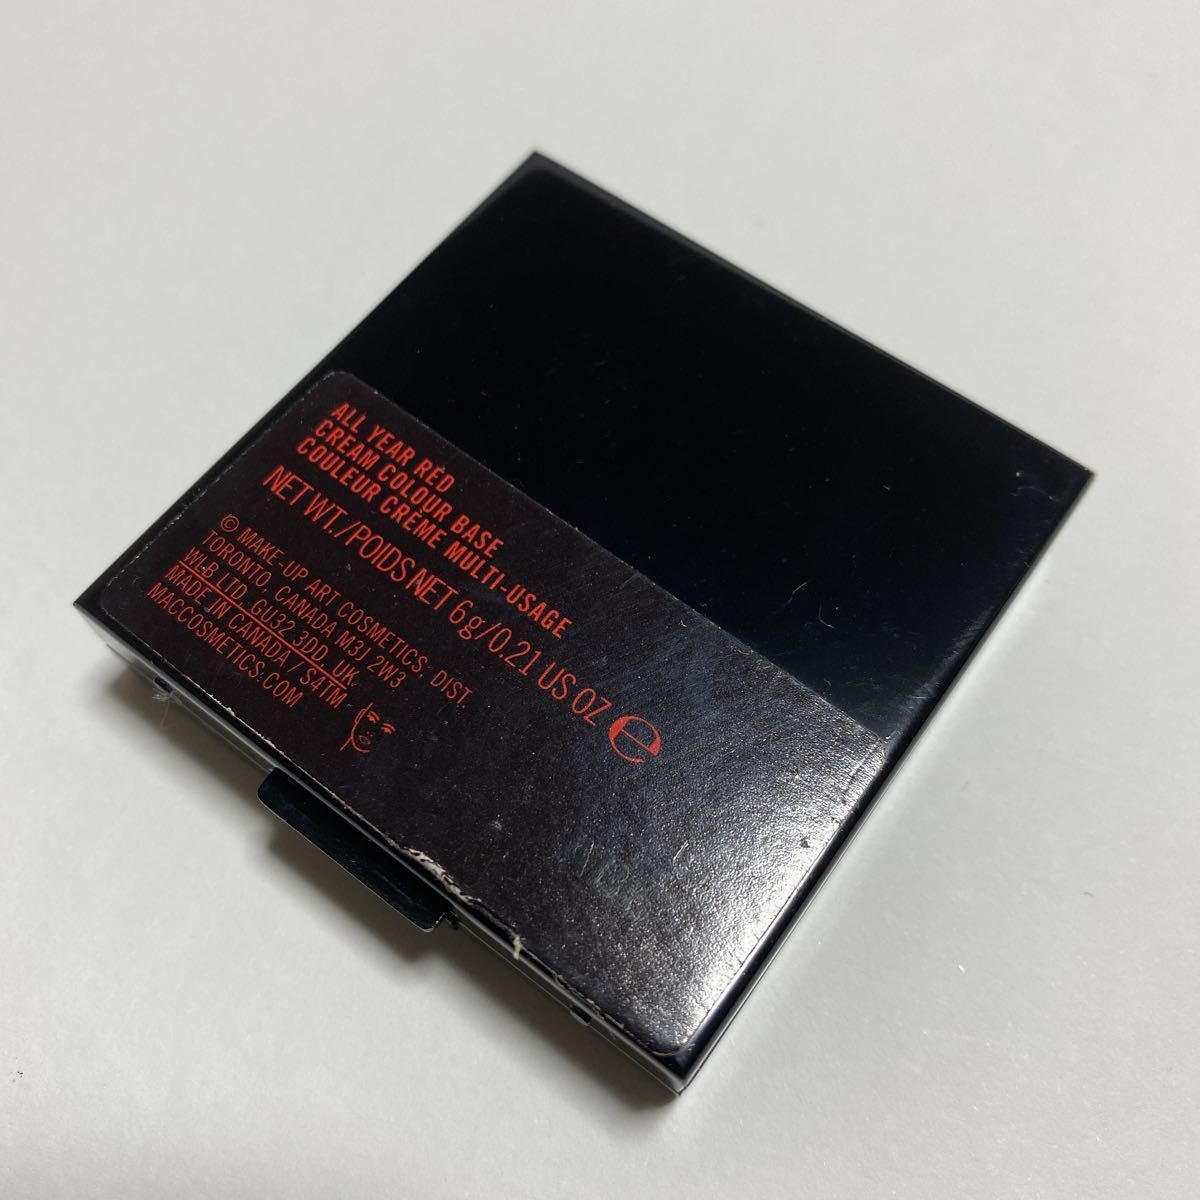 ALL YEAR RED
CREAM COLOUR BASE
COULEUR CRÈME MULTI-USAGE
NET WT./POIDS NET 6g/0.21 US OZ ℮
© MAKE-UP ART COSMETICS, DIST.
TORONTO, CANADA M3J 2W3
WLB LTD, GU32 3DD, UK.
MADE IN CANADA / S4TM
MACCOSMETICS.COM